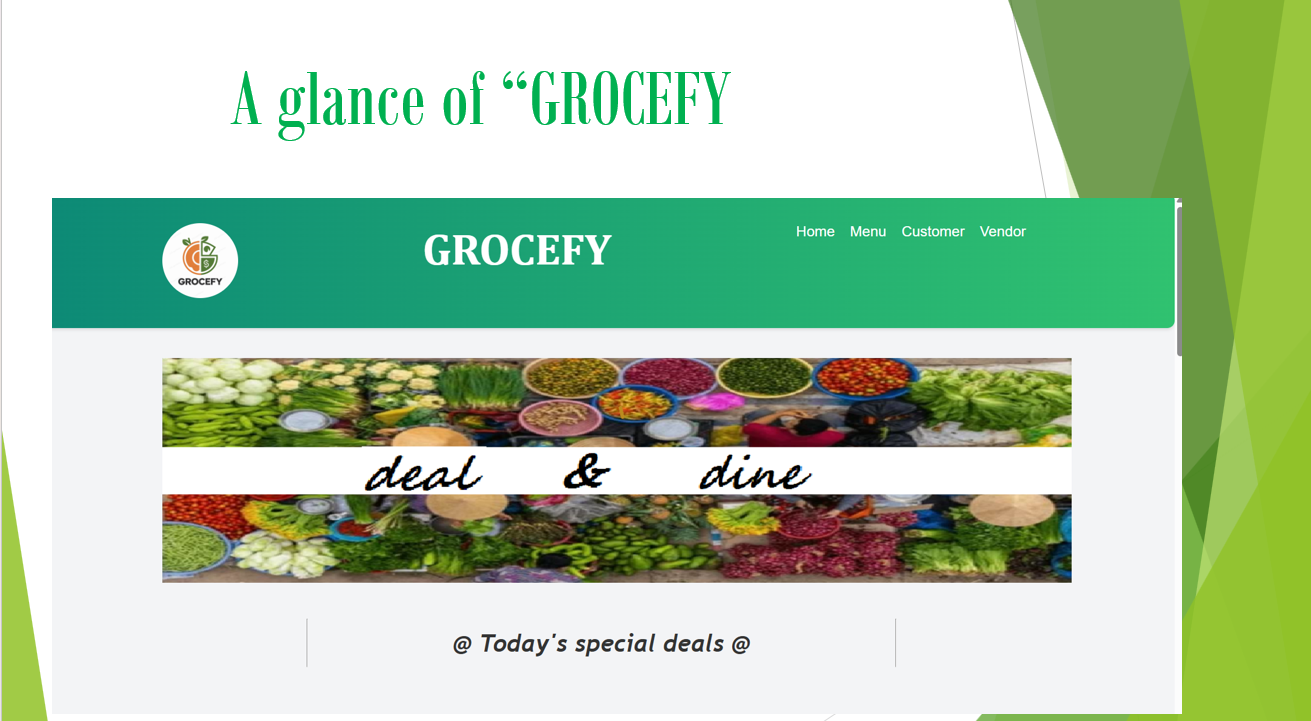 A glance of “GROCEFY
GROCEFY
GROCEFY
Home Menu Customer Vendor
deal & dine
@ Today's special deals @